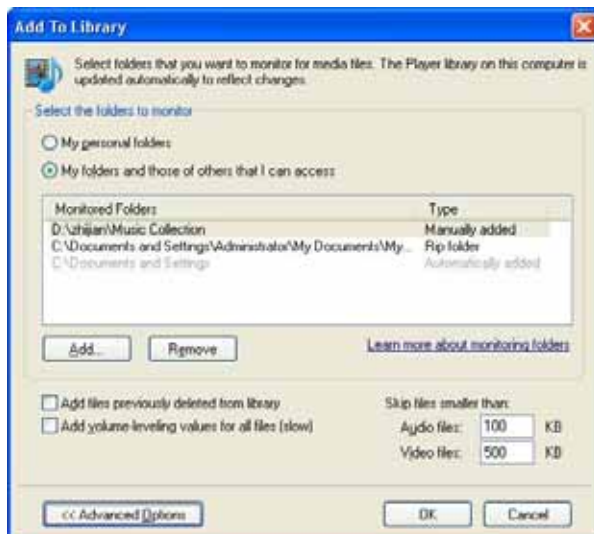 Add To Library
Select folders that you want to monitor for media files. The Player library on this computer is
updated automatically to reflect changes.
Select the folders to monitor
My personal folders
My folders and those of others that I can access
Monitored Folders Type
D:\zhijian\Music Collection Manually added
C:\Documents and Settings\Administrator\My Documents\My... Rip folder
C:\Documents and Settings Automatically added
Add... Remove Learn more about monitoring folders
Add files previously deleted from library Skip files smaller than:
Add volume-leveling values for all files (slow) Audio files: 100 KB
Video files: 500 KB
<< Advanced Options OK Cancel